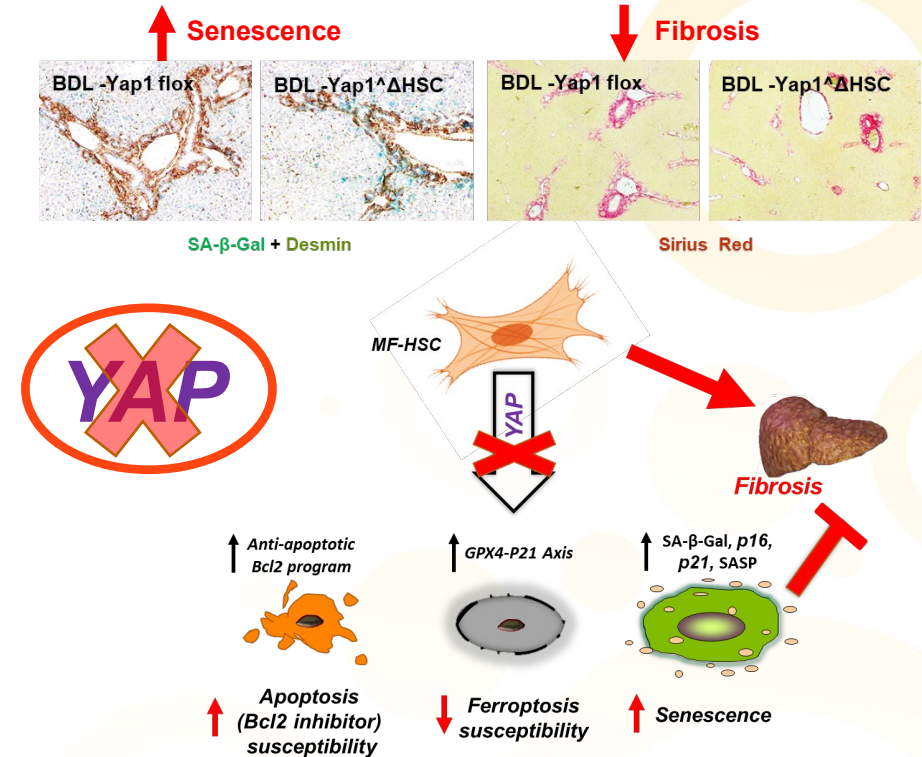 Senescence
Fibrosis
BDL -Yap1 flox
BDL -Yap1^ΔHSC
BDL -Yap1 flox
BDL -Yap1^ΔHSC
SA-β-Gal + Desmin
Sirius Red
YAP
MF-HSC
YAP
Fibrosis
Anti-apoptotic
Bcl2 program
GPX4-P21 Axis
SA-β-Gal, p16,
p21, SASP
Apoptosis
(Bcl2 inhibitor)
susceptibility
Ferroptosis
susceptibility
Senescence